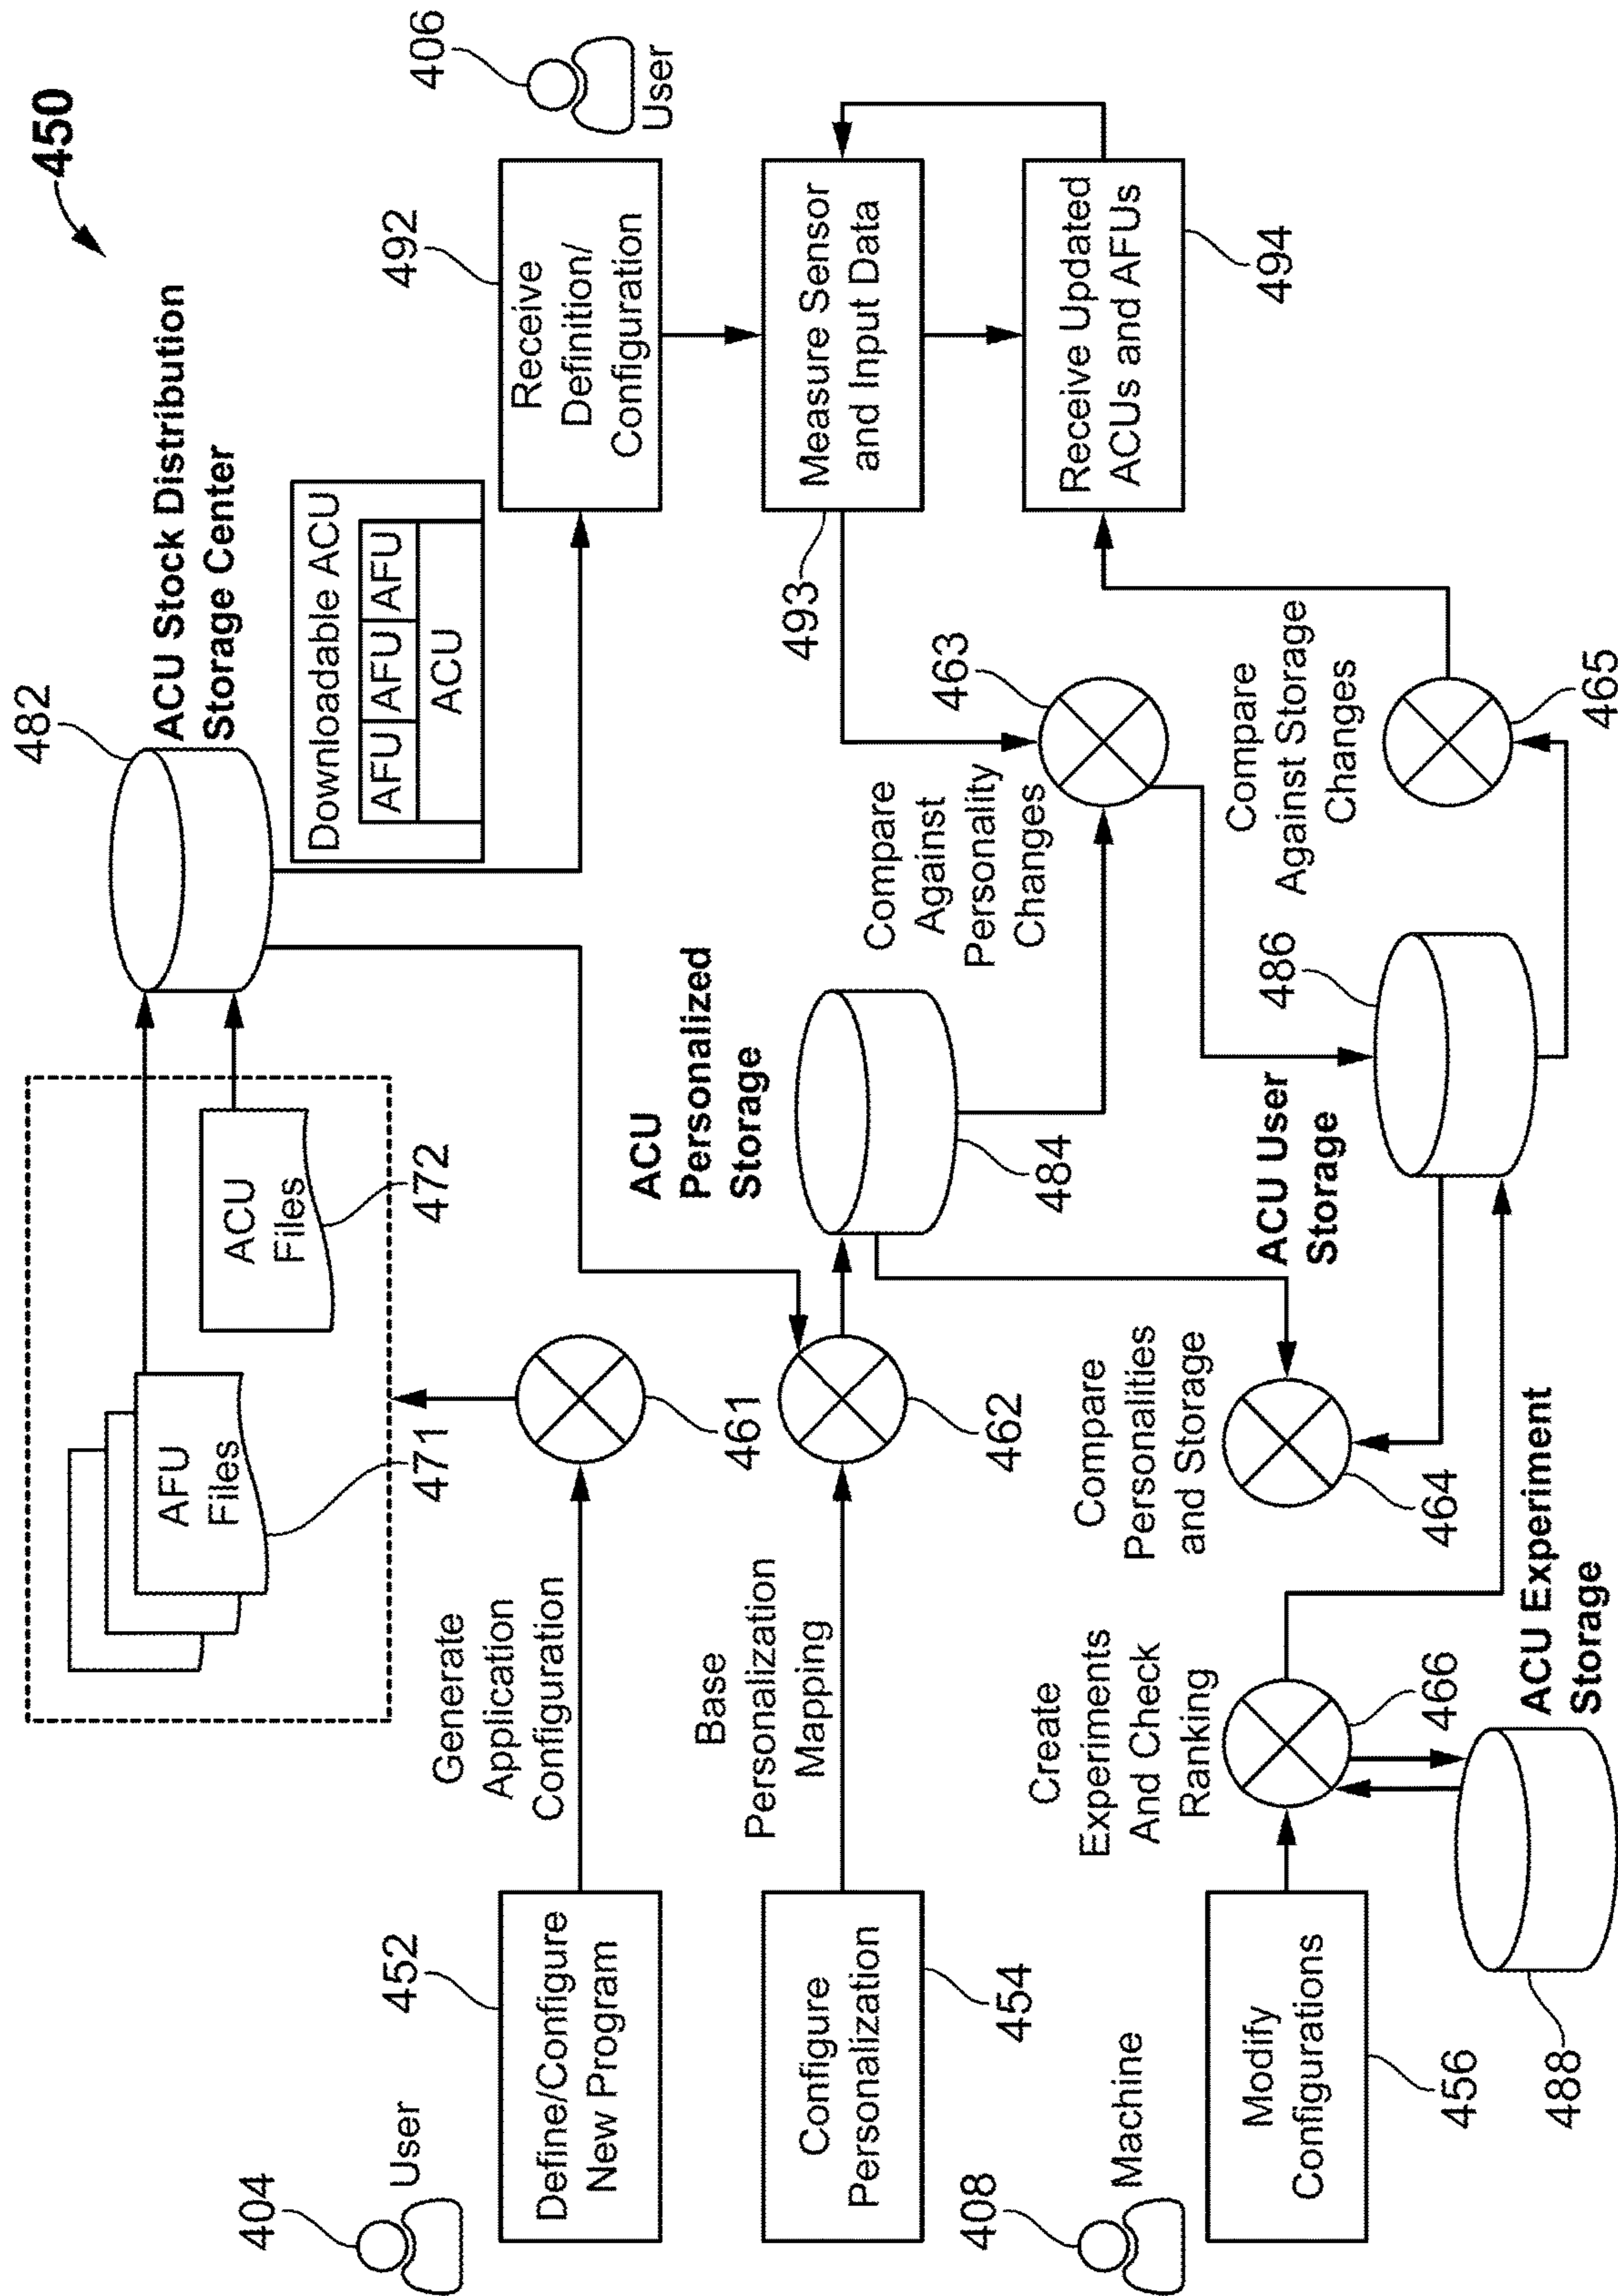 450
404
User
452
Define/Configure
New Program
Generate
Application
Configuration
461
AFU
Files
471
ACU
Files
472
482
ACU Stock Distribution
Storage Center
Downloadable ACU
AFU AFU AFU
ACU
406
User
492
Receive
Definition/
Configuration
Configure
Personalization
454
Base
Personalization
Mapping
462
ACU
Personalized
Storage
484
Compare
Against
Personality
Changes
463
493
Measure Sensor
and Input Data
408
Machine
Modify
Configurations
456
Create
Experiments
And Check
Ranking
466
488
ACU Experiment
Storage
Compare
Personalities
and Storage
464
ACU User
Storage
486
Compare
Against Storage
Changes
465
Receive Updated
ACUs and AFUs
494